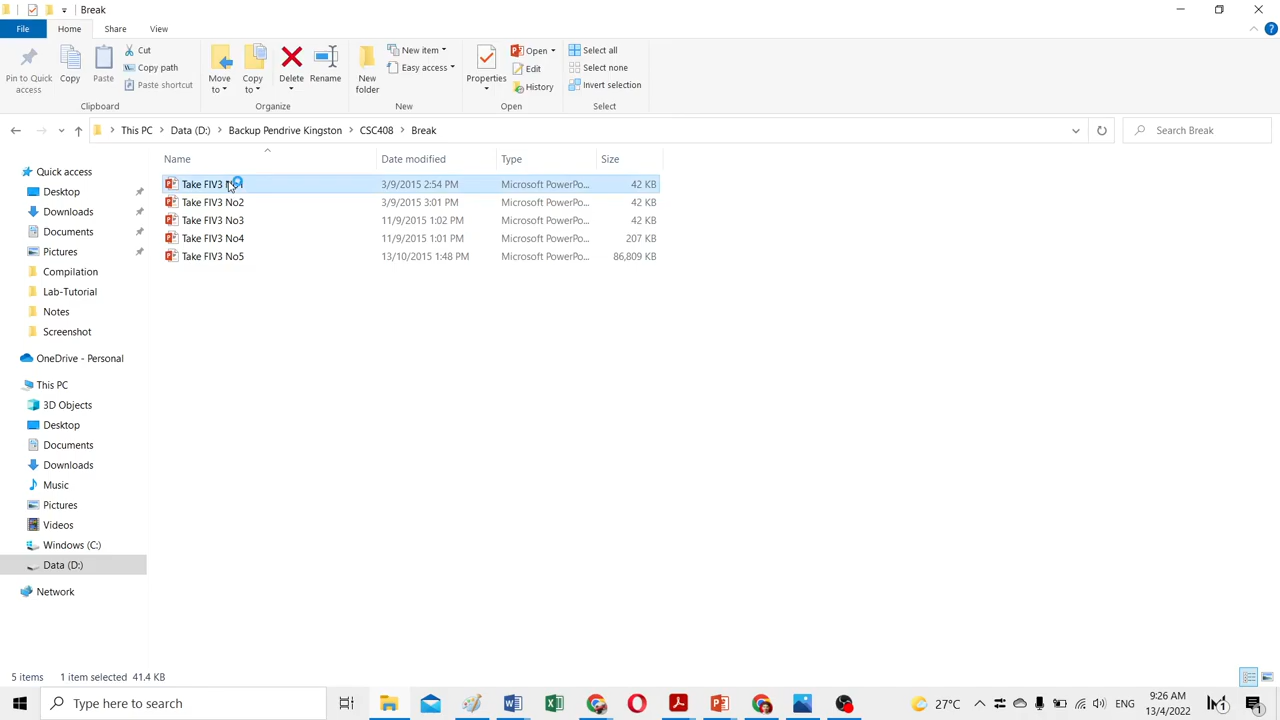 Break
File
Home
Share
View
Pin to Quick access
Copy
Paste
Cut
Copy path
Paste shortcut
Clipboard
Move to
Copy to
Delete
Rename
Organize
New folder
New item
Easy access
New
Properties
Open
Edit
History
Open
Select all
Select none
Invert selection
Select
This PC
Data (D:)
Backup Pendrive Kingston
CSC408
Break
Search Break
Name
Date modified
Type
Size
Take FIV3
3/9/2015 2:54 PM
Microsoft PowerPo...
42 KB
Take FIV3 No2
3/9/2015 3:01 PM
Microsoft PowerPo...
42 KB
Take FIV3 No3
11/9/2015 1:02 PM
Microsoft PowerPo...
42 KB
Take FIV3 No4
11/9/2015 1:01 PM
Microsoft PowerPo...
207 KB
Take FIV3 No5
13/10/2015 1:48 PM
Microsoft PowerPo...
86,809 KB
Quick access
Desktop
Downloads
Documents
Pictures
Compilation
Lab-Tutorial
Notes
Screenshot
OneDrive - Personal
This PC
3D Objects
Desktop
Documents
Downloads
Music
Pictures
Videos
Windows (C:)
Data (D:)
Network
5 items
1 item selected 41.4 KB
Type here to search
27°C
ENG
9:26 AM
13/4/2022
1
1